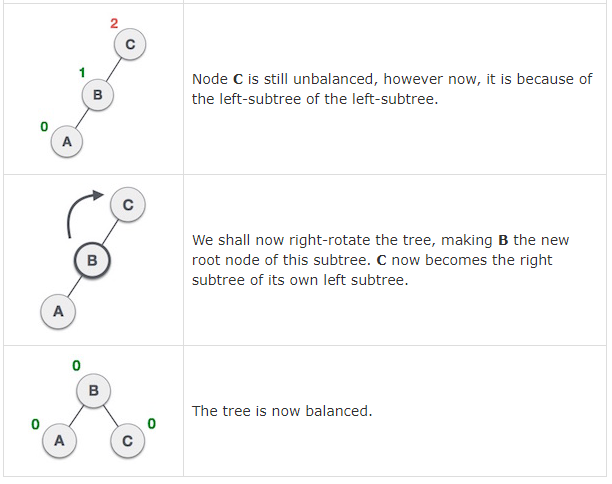 2
C
1
B
0
A
Node C is still unbalanced, however now, it is because of
the left-subtree of the left-subtree.
C
B
A
We shall now right-rotate the tree, making B the new
root node of this subtree. C now becomes the right
subtree of its own left subtree.
0
B
0
0
A
C
The tree is now balanced.